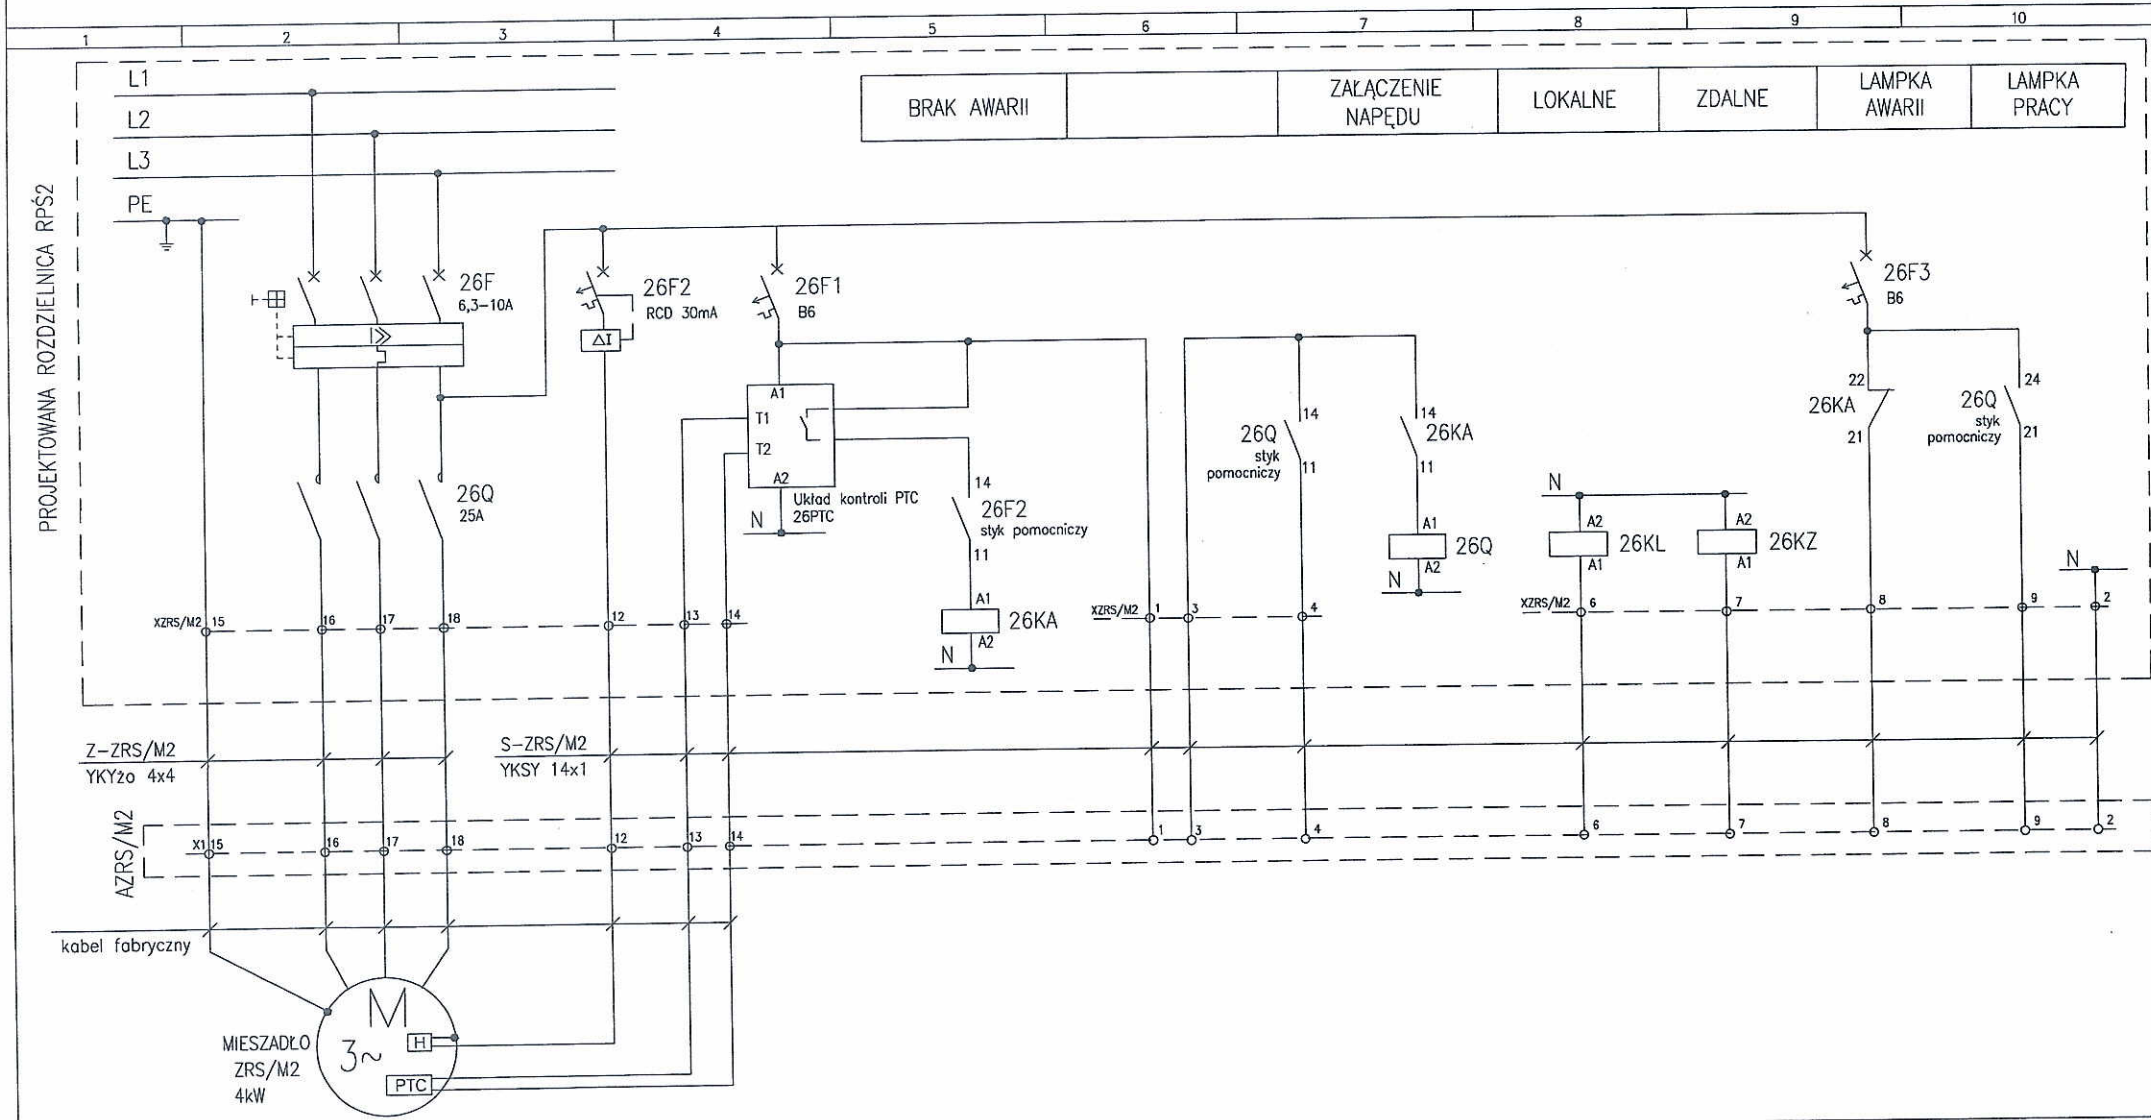 1 2 3 4 5 6 7 8 9 10
BRAK AWARII
ZAŁĄCZENIE
NAPĘDU
LOKALNE
ZDALNE
LAMPKA
AWARII
LAMPKA
PRACY
L1
L2
L3
PE
PROJEKTOWANA ROZDZIELNICA RPŚ2
26F
6,3-10A
I>>
26F2
RCD 30mA
ΔI
26F1
B6
26F3
B6
A1
T1
T2
A2
Układ kontroli PTC
26PTC
N
26Q
25A
14
26F2
styk pomocniczy
11
A1
26KA
A2
N
14
26Q
styk
pomocniczy
11
14
26KA
11
A1
26Q
A2
N
N
A2
26KL
A1
A2
26KZ
A1
22
26KA
21
24
26Q
styk
pomocniczy
21
N
XZRS/M2 15 16 17 18 12 13 14
XZRS/M2 1 3 4
XZRS/M2 6 7 8 9 2
Z-ZRS/M2
YKYżo 4x4
S-ZRS/M2
YKSY 14x1
AZRS/M2
X1 15 16 17 18 12 13 14 1 3 4 6 7 8 9 2
kabel fabryczny
M
3~
H
PTC
MIESZADŁO
ZRS/M2
4kW